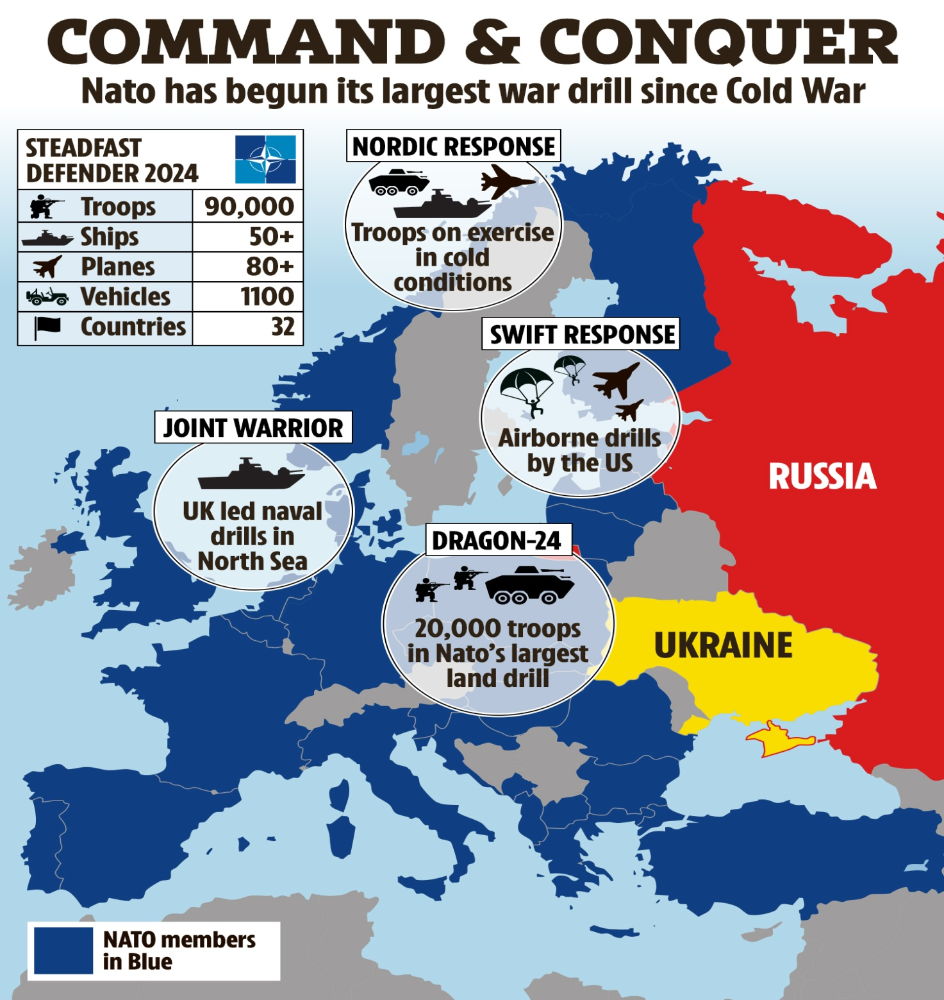 COMMAND & CONQUER
Nato has begun its largest war drill since Cold War
STEADFAST
DEFENDER 2024
Troops 90,000
Ships 50+
Planes 80+
Vehicles 1100
Countries 32
NORDIC RESPONSE
Troops on exercise
in cold
conditions
SWIFT RESPONSE
Airborne drills
by the US
JOINT WARRIOR
UK led naval
drills in
North Sea
RUSSIA
DRAGON-24
20,000 troops
in Nato's largest
land drill
UKRAINE
NATO members
in Blue